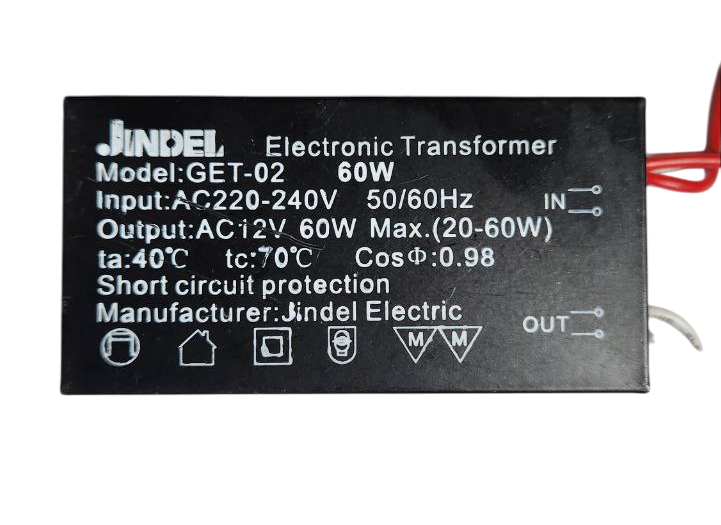 JINDEL Electronic Transformer
Model:GET-02 60W
Input:AC220-240V 50/60Hz
IN
Output:AC12V 60W Max.(20-60W)
ta:40℃ tc:70℃ CosΦ:0.98
Short circuit protection
Manufacturer:Jindel Electric
OUT
M M